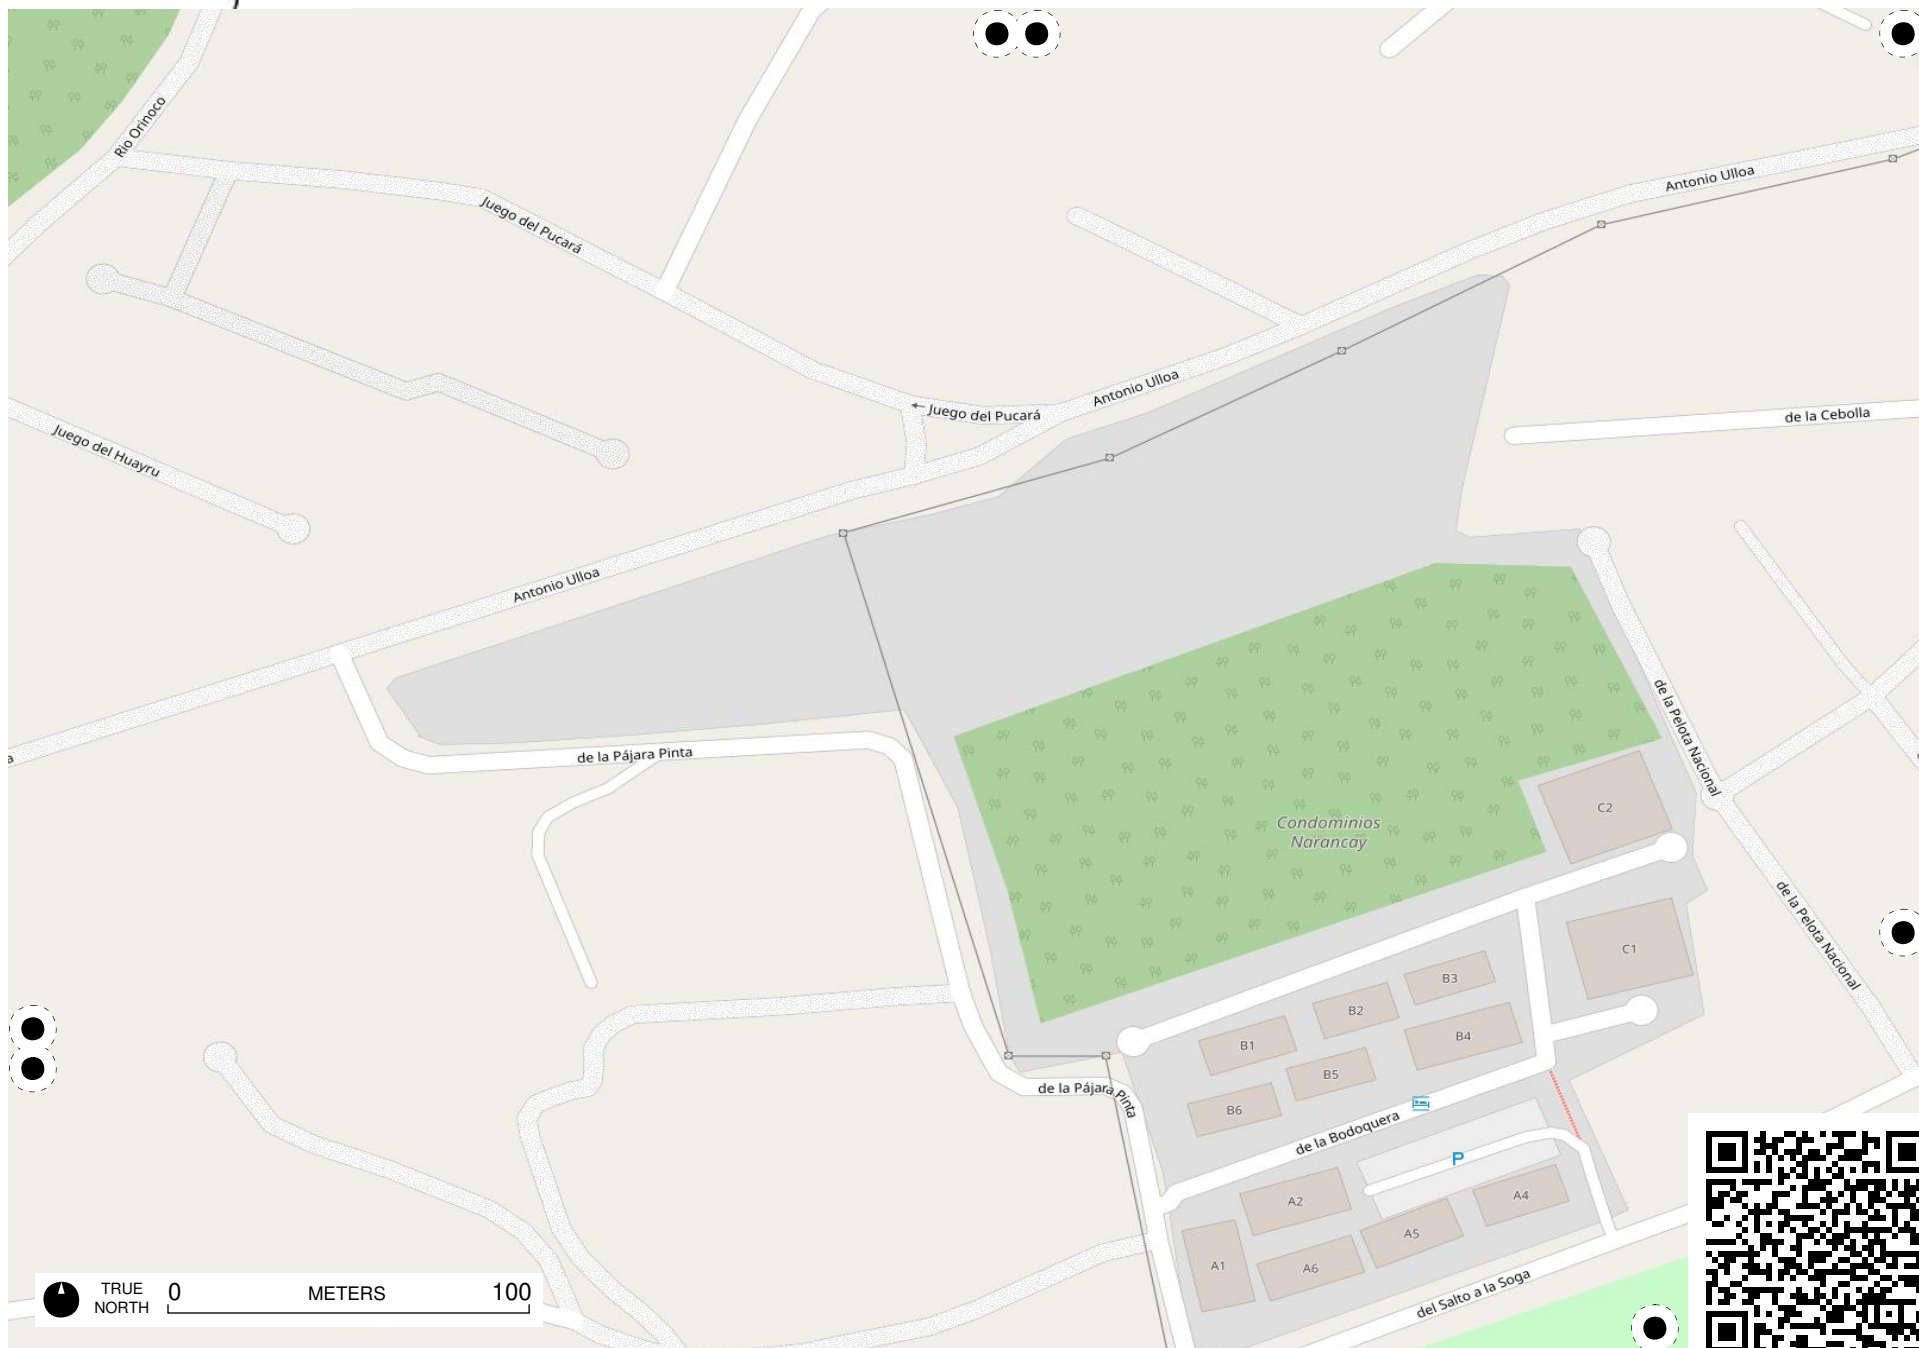 Rio Orinoco
Antonio Ulloa
Juego del Pucará
Antonio Ulloa
← Juego del Pucará
de la Cebolla
Juego del Huayru
Antonio Ulloa
de la Pelota Nacional
de la Pájara Pinta
C2
Condominios
Narancay
de la Pelota Nacional
C1
B3
B2
B4
B1
B5
de la Pájara Pinta
B6
de la Bodoquera
P
A4
A2
A5
A1
A6
del Salto a la Soga
TRUE
NORTH
0 METERS 100